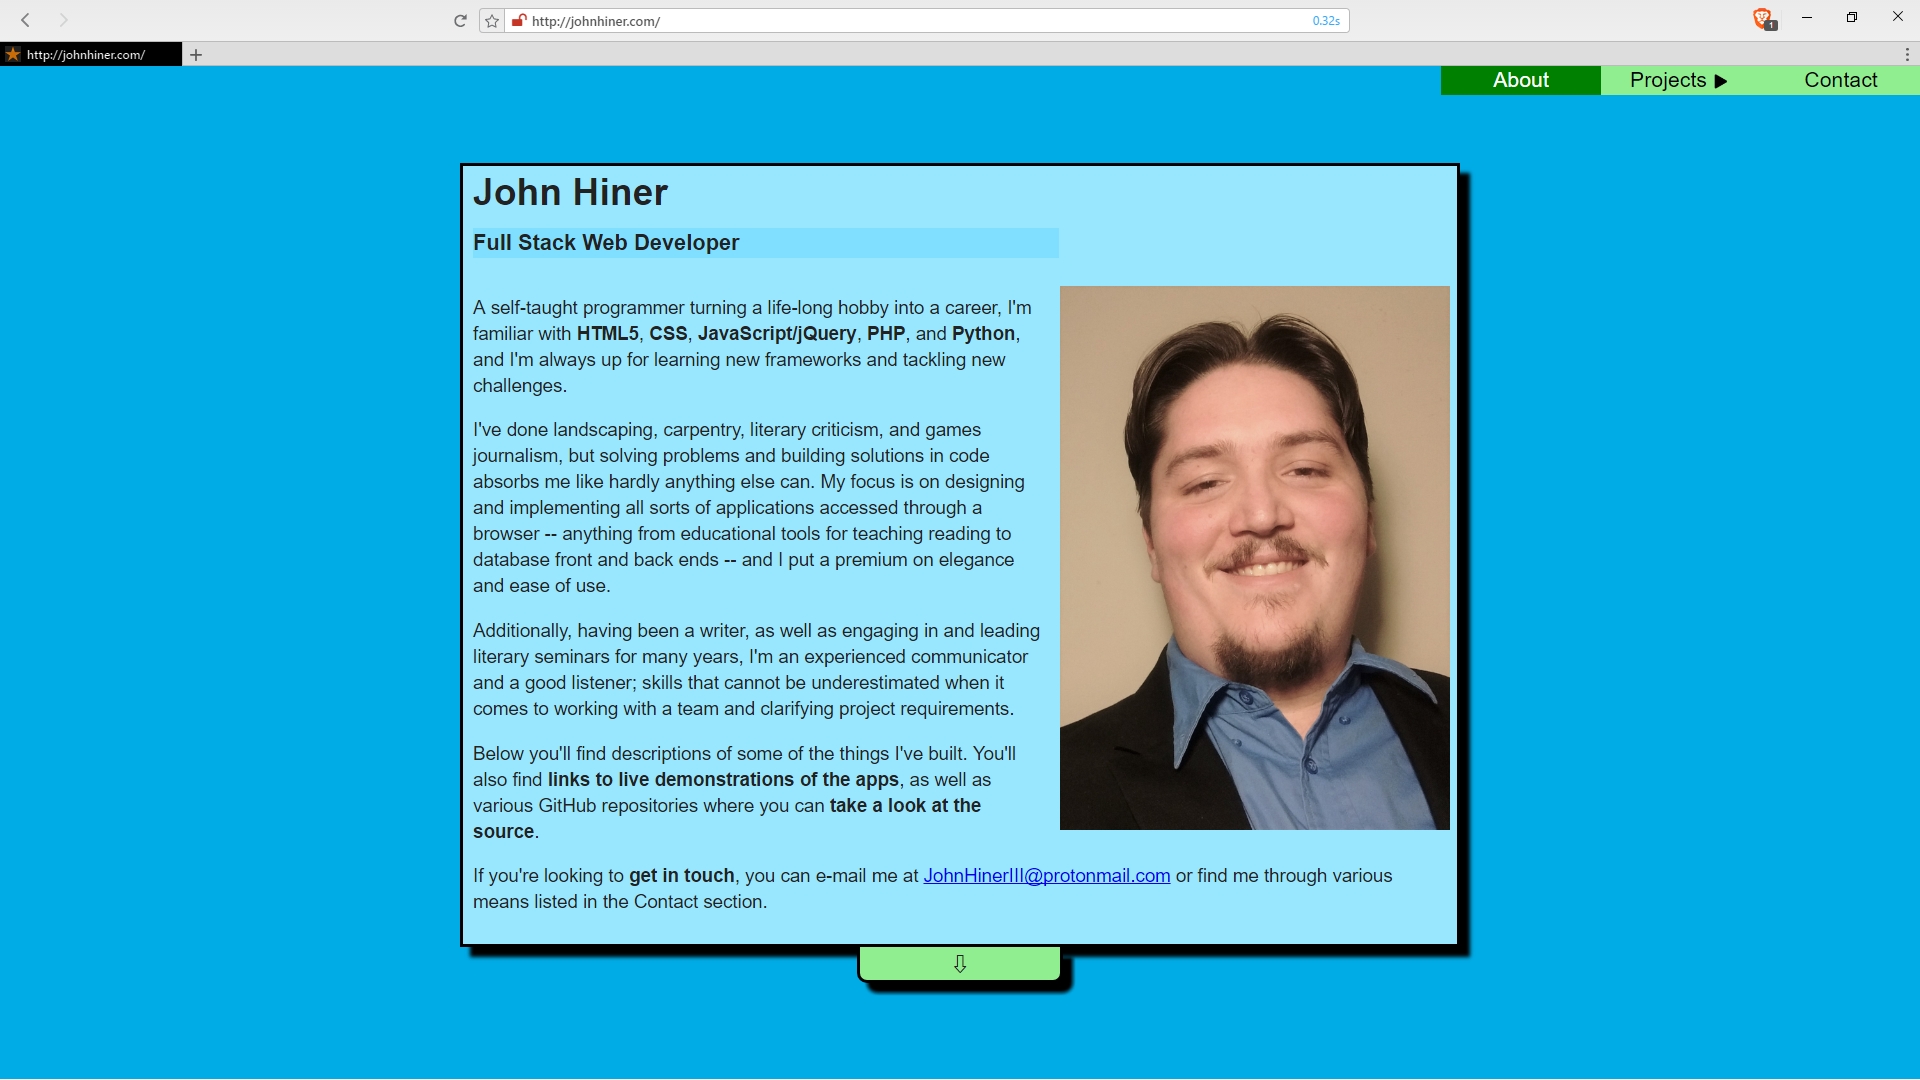 http://johnhiner.com/
0.32s
1
http://johnhiner.com/
About
Projects ▶
Contact
John Hiner
Full Stack Web Developer
A self-taught programmer turning a life-long hobby into a career, I'm
familiar with HTML5, CSS, JavaScript/jQuery, PHP, and Python,
and I'm always up for learning new frameworks and tackling new
challenges.
I've done landscaping, carpentry, literary criticism, and games
journalism, but solving problems and building solutions in code
absorbs me like hardly anything else can. My focus is on designing
and implementing all sorts of applications accessed through a
browser -- anything from educational tools for teaching reading to
database front and back ends -- and I put a premium on elegance
and ease of use.
Additionally, having been a writer, as well as engaging in and leading
literary seminars for many years, I'm an experienced communicator
and a good listener; skills that cannot be underestimated when it
comes to working with a team and clarifying project requirements.
Below you'll find descriptions of some of the things I've built. You'll
also find links to live demonstrations of the apps, as well as
various GitHub repositories where you can take a look at the
source.
If you're looking to get in touch, you can e-mail me at JohnHinerIII@protonmail.com or find me through various
means listed in the Contact section.
⇩